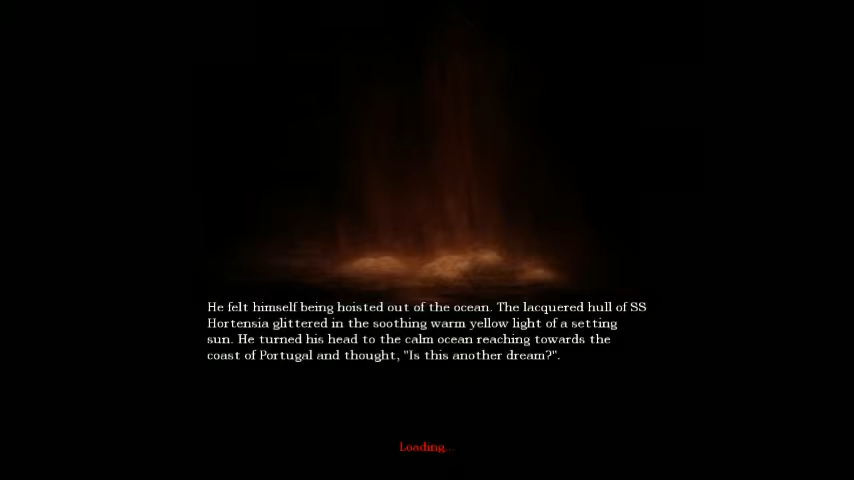 He felt himself being hoisted out of the ocean. The lacquered hull of SS
Hortensia glittered in the soothing warm yellow light of a setting
sun. He turned his head to the calm ocean reaching towards the
coast of Portugal and thought, "Is this another dream?".
Loading...